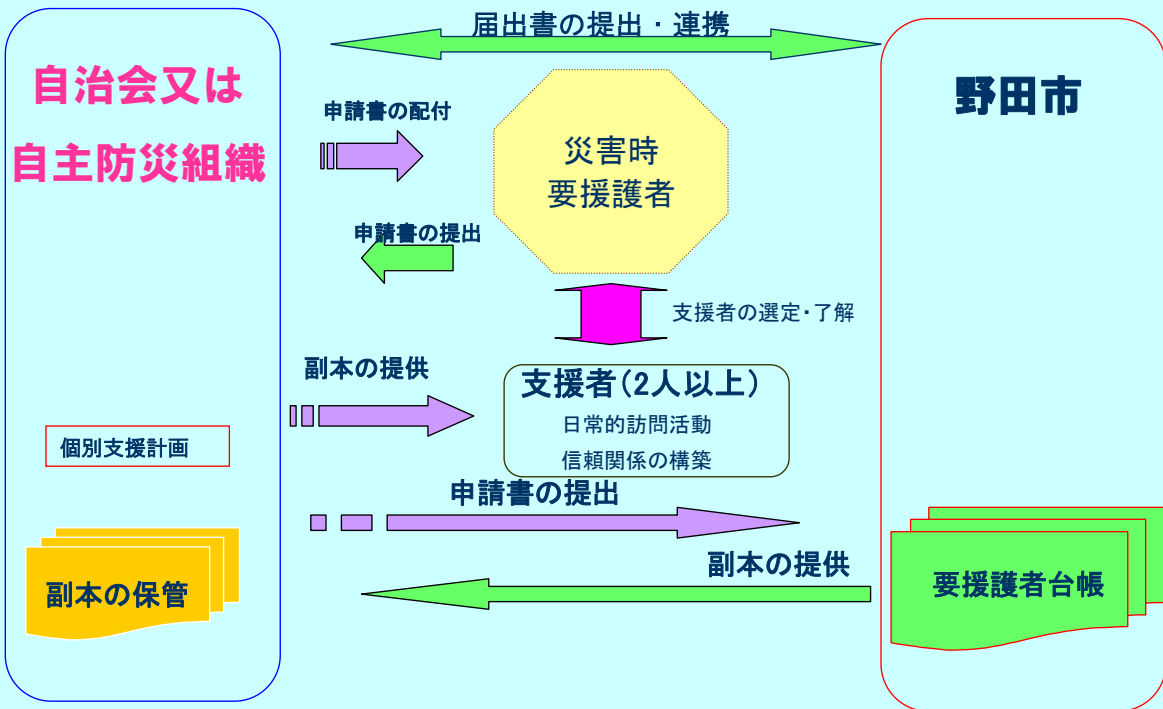 届出書の提出・連携
自治会又は
自主防災組織
野田市
申請書の配付
災害時
要援護者
申請書の提出
支援者の選定・了解
副本の提供
支援者(2人以上)
日常的訪問活動
信頼関係の構築
個別支援計画
申請書の提出
副本の提供
副本の保管
要援護者台帳